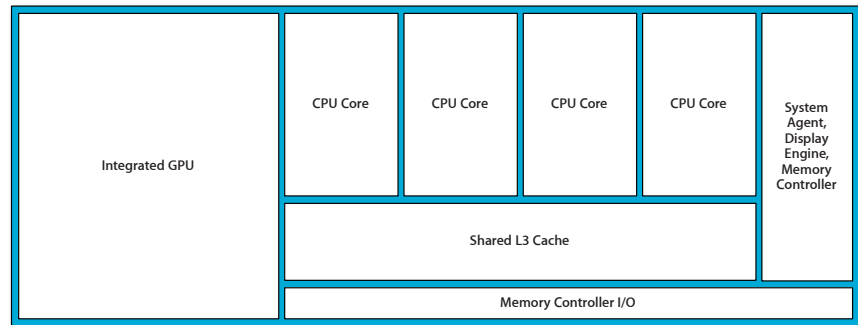 Integrated GPU
CPU Core
CPU Core
CPU Core
CPU Core
System
Agent,
Display
Engine,
Memory
Controller
Shared L3 Cache
Memory Controller I/O